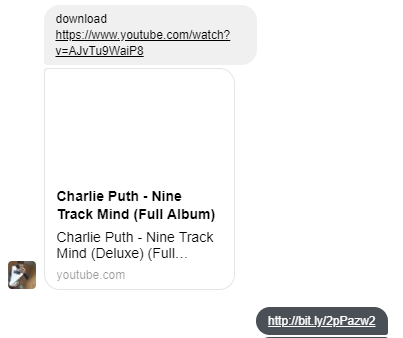 download
https://www.youtube.com/watch?
v=AJvTu9WaiP8
Charlie Puth - Nine
Track Mind (Full Album)
Charlie Puth - Nine Track
Mind (Deluxe) (Full...
youtube.com
http://bit.ly/2pPazw2